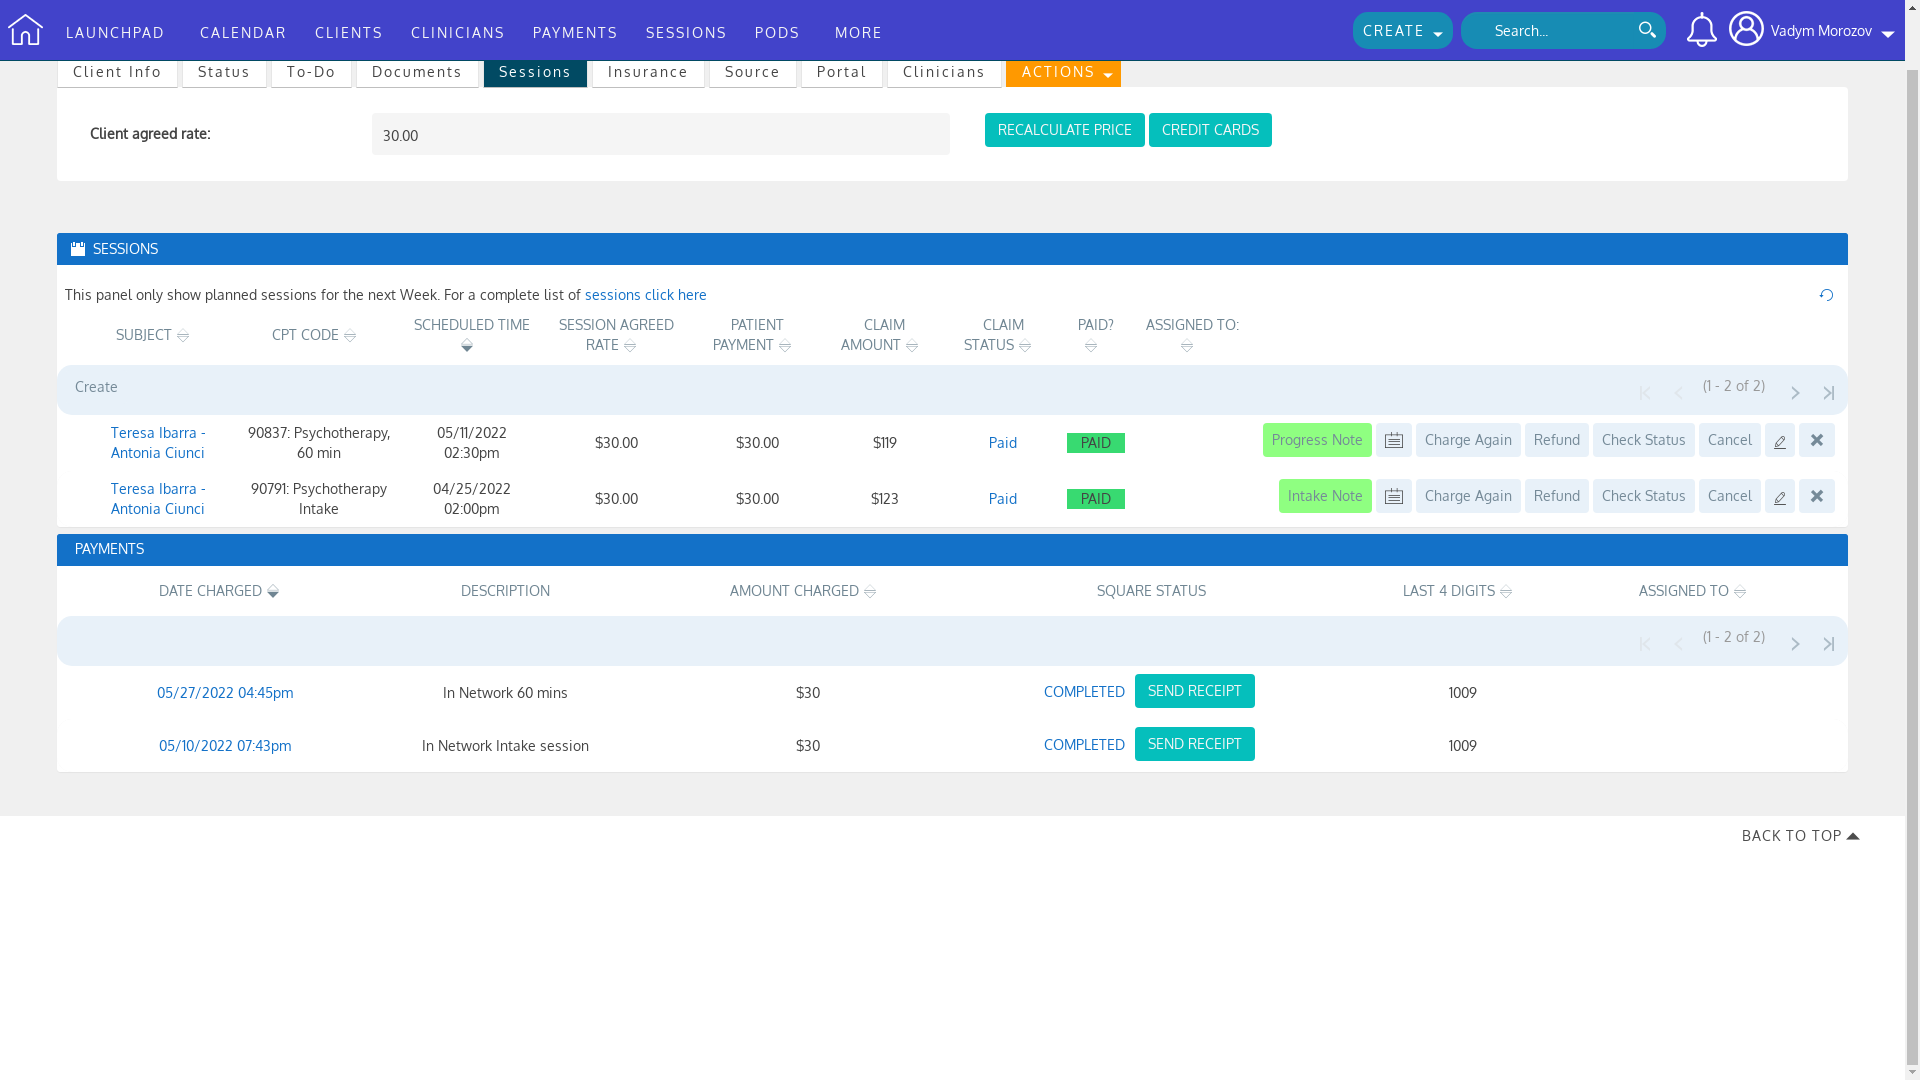 LAUNCHPAD CALENDAR CLIENTS CLINICIANS PAYMENTS SESSIONS PODS MORE CREATE Search... Vadym Morozov
Client Info Status To-Do Documents Sessions Insurance Source Portal Clinicians ACTIONS
Client agreed rate: 30.00 RECALCULATE PRICE CREDIT CARDS
SESSIONS
This panel only show planned sessions for the next Week. For a complete list of sessions click here
SUBJECT CPT CODE SCHEDULED TIME SESSION AGREED RATE PATIENT PAYMENT CLAIM AMOUNT CLAIM STATUS PAID? ASSIGNED TO:
Create (1 - 2 of 2)
Teresa Ibarra - Antonia Ciunci 90837: Psychotherapy, 60 min 05/11/2022 02:30pm $30.00 $30.00 $119 Paid PAID Progress Note Charge Again Refund Check Status Cancel
Teresa Ibarra - Antonia Ciunci 90791: Psychotherapy Intake 04/25/2022 02:00pm $30.00 $30.00 $123 Paid PAID Intake Note Charge Again Refund Check Status Cancel
PAYMENTS
DATE CHARGED DESCRIPTION AMOUNT CHARGED SQUARE STATUS LAST 4 DIGITS ASSIGNED TO
(1 - 2 of 2)
05/27/2022 04:45pm In Network 60 mins $30 COMPLETED SEND RECEIPT 1009
05/10/2022 07:43pm In Network Intake session $30 COMPLETED SEND RECEIPT 1009
BACK TO TOP